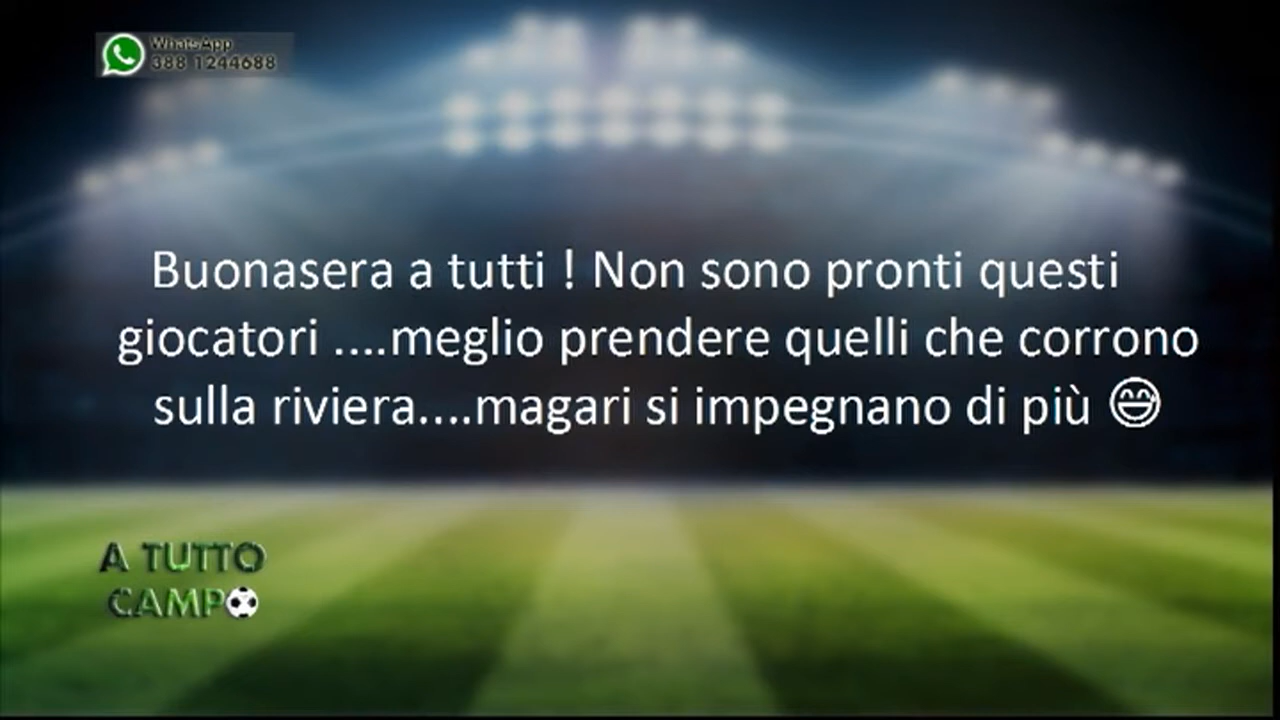 WhatsApp
388 1244688
Buonasera a tutti ! Non sono pronti questi
giocatori ....meglio prendere quelli che corrono
sulla riviera....magari si impegnano di più 😅
A TUTTO
CAMPO